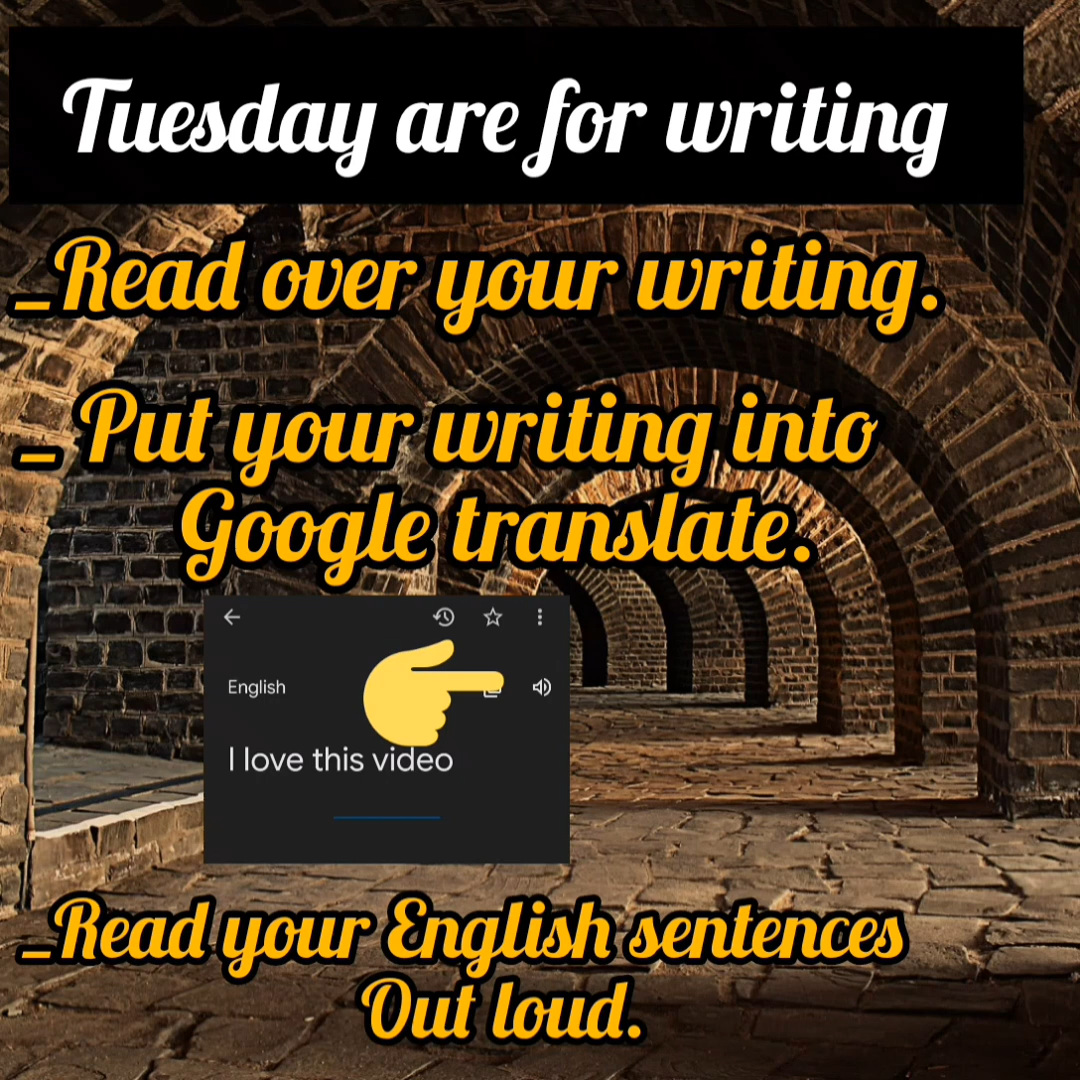 Tuesday are for writing
_Read over your writing.
_ Put your writing into
Google translate.
English
I love this video
_Read your English sentences
Out loud.